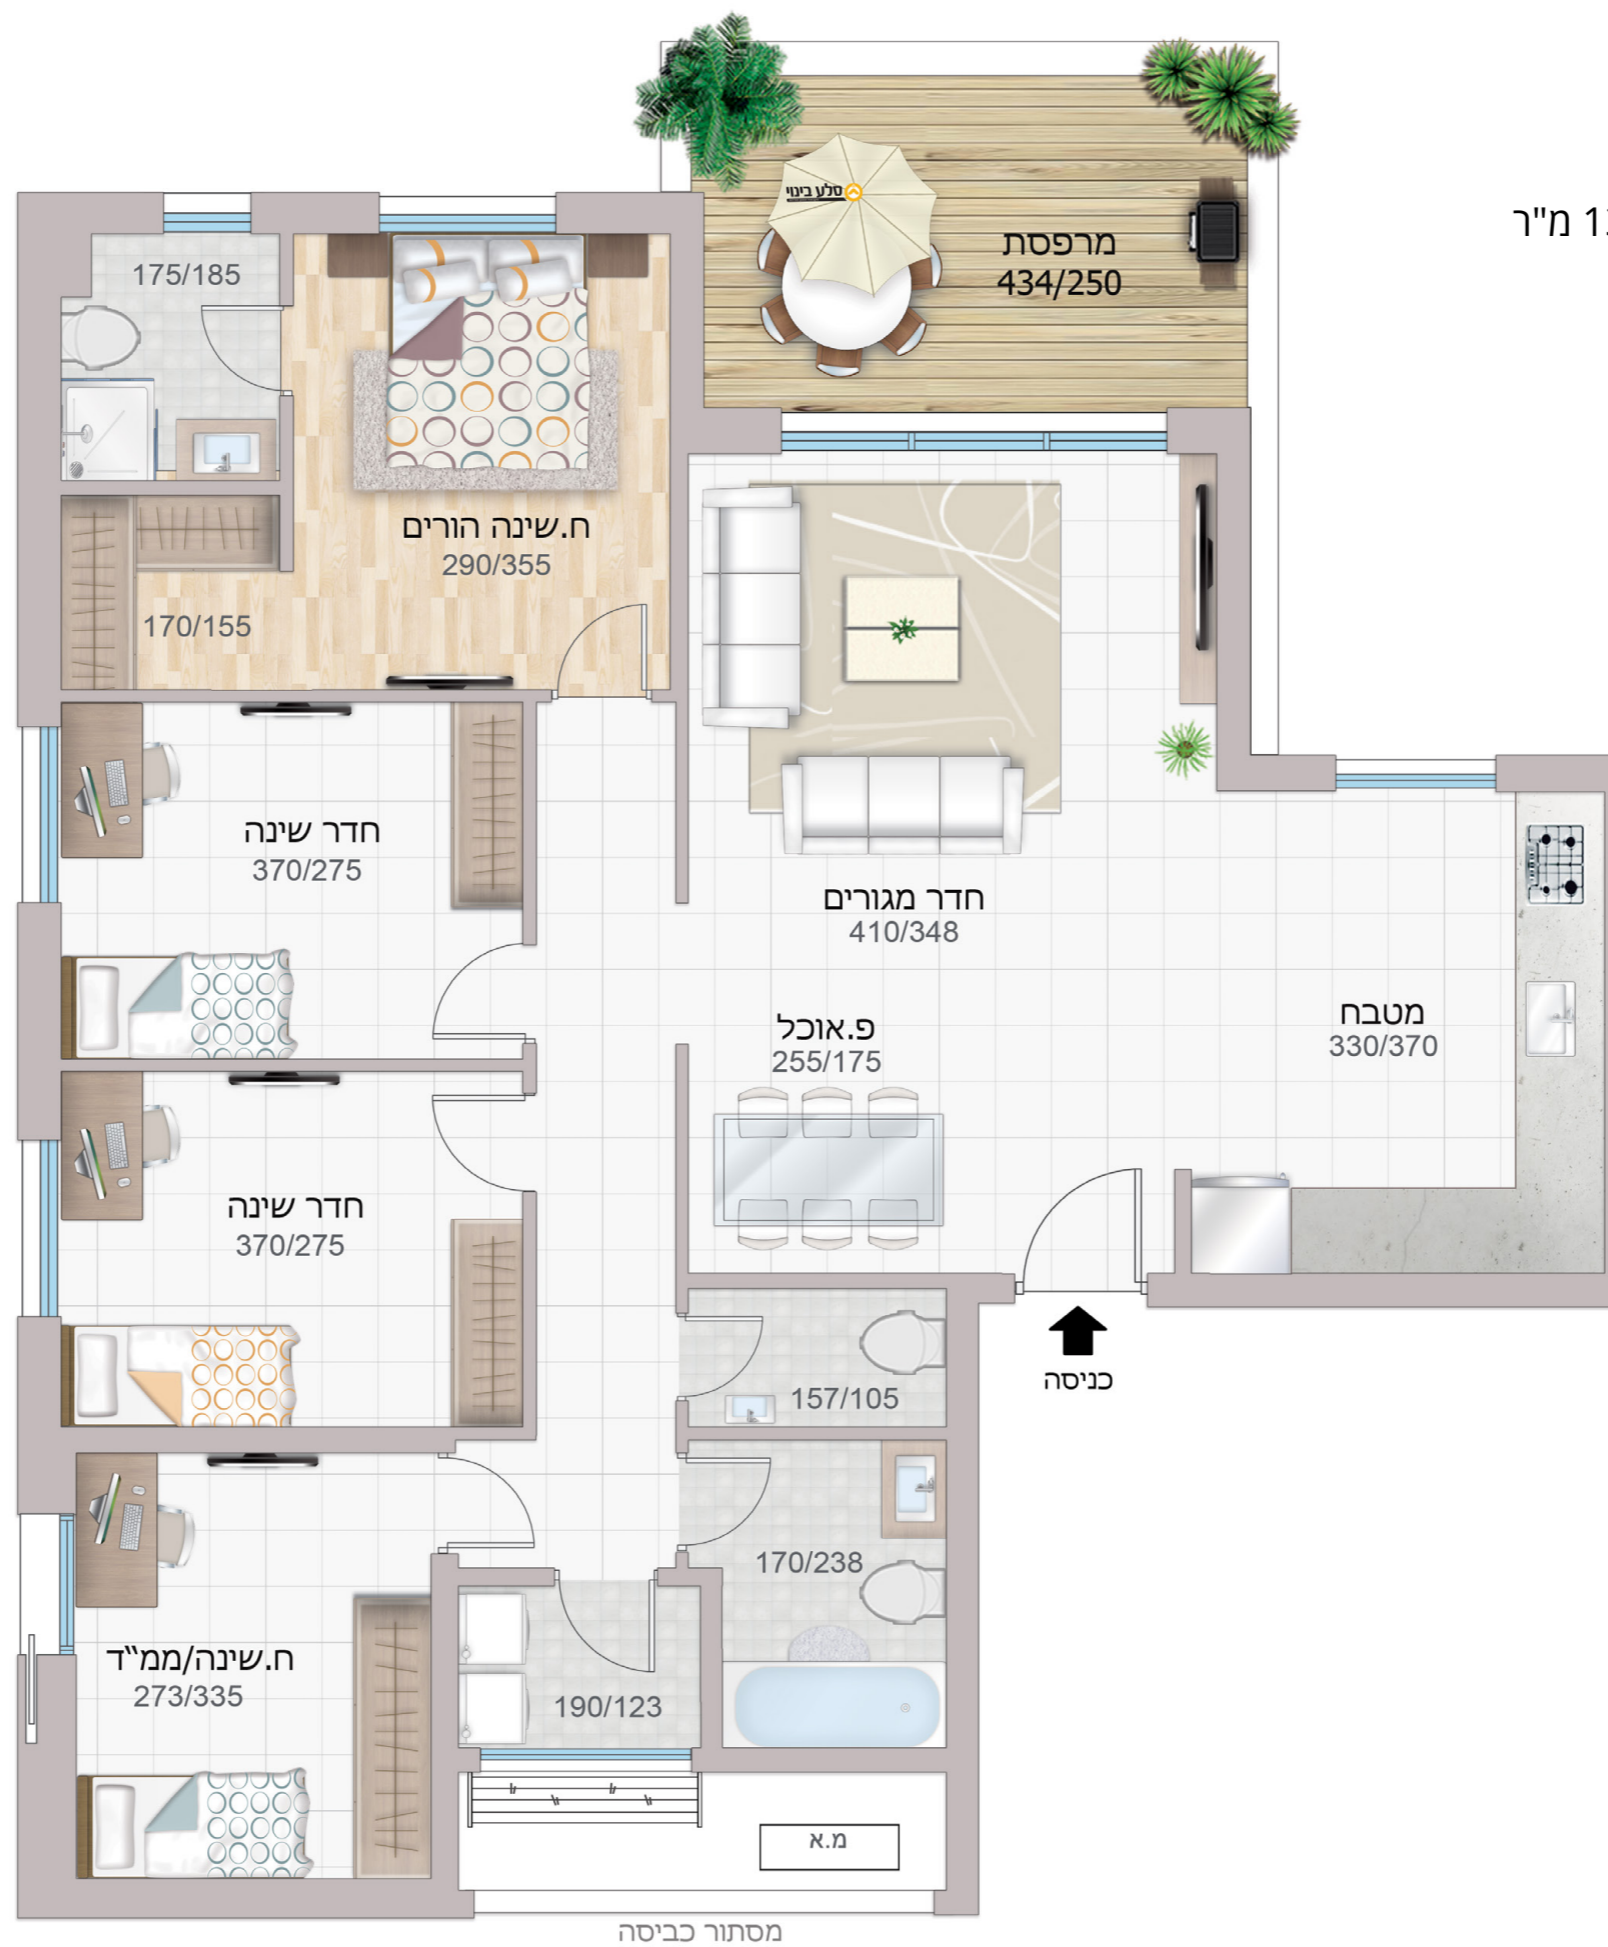 סלע בינוי
מרפסת
434/250
מ"ר
175/185
ח.שינה הורים
290/355
170/155
חדר שינה
370/275
חדר מגורים
410/348
פ.אוכל
255/175
מטבח
330/370
חדר שינה
370/275
כניסה
157/105
170/238
ח.שינה/ממ"ד
273/335
190/123
מ.א
מסתור כביסה